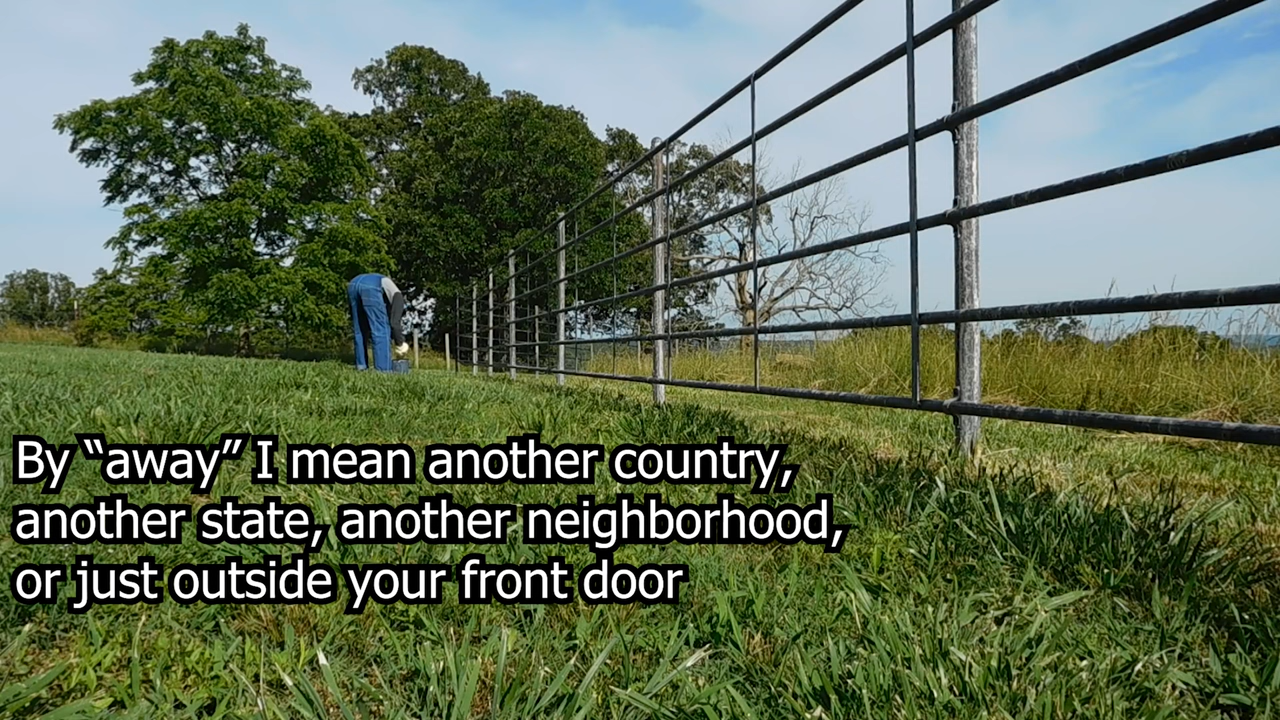 By “away” I mean another country,
another state, another neighborhood,
or just outside your front door